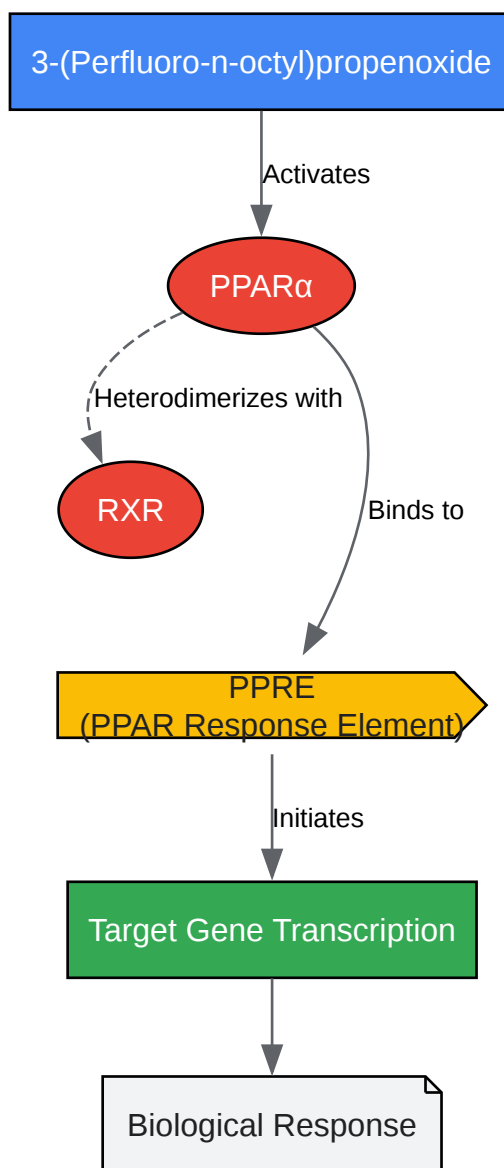 3-(Perfluoro-n-octyl)propenoxide
Activates
PPARα
Heterodimerizes with
RXR
Binds to
PPRE
(PPAR Response Element)
Initiates
Target Gene Transcription
Biological Response